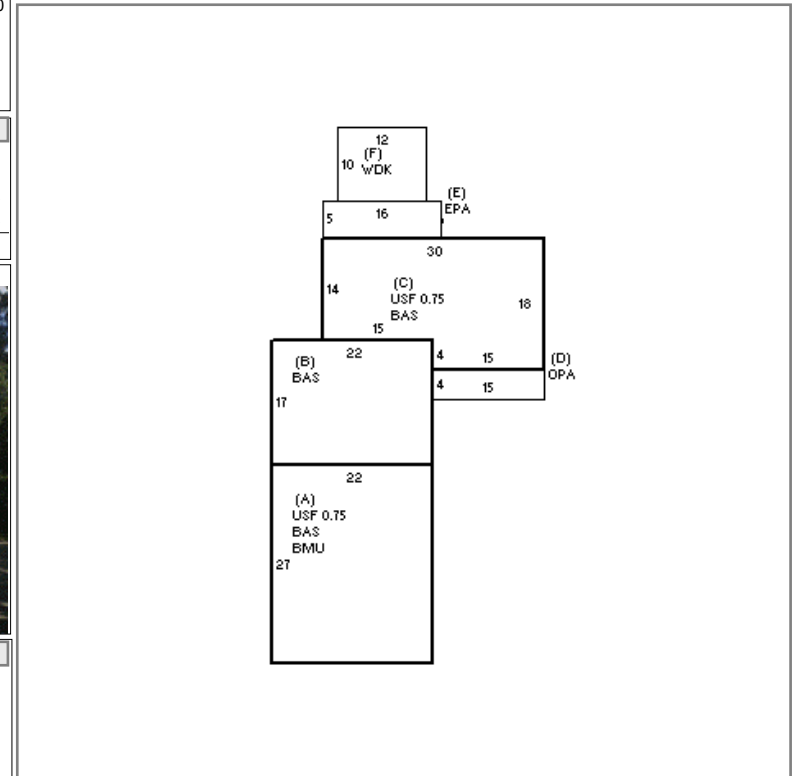 12
(F)
10 WDK
(E)
EPA
5 16
30
14
(C)
USF 0.75
BAS
18
15
22
4 15
(B)
BAS
(D)
OPA
17
4 15
22
(A)
USF 0.75
BAS
BMU
27